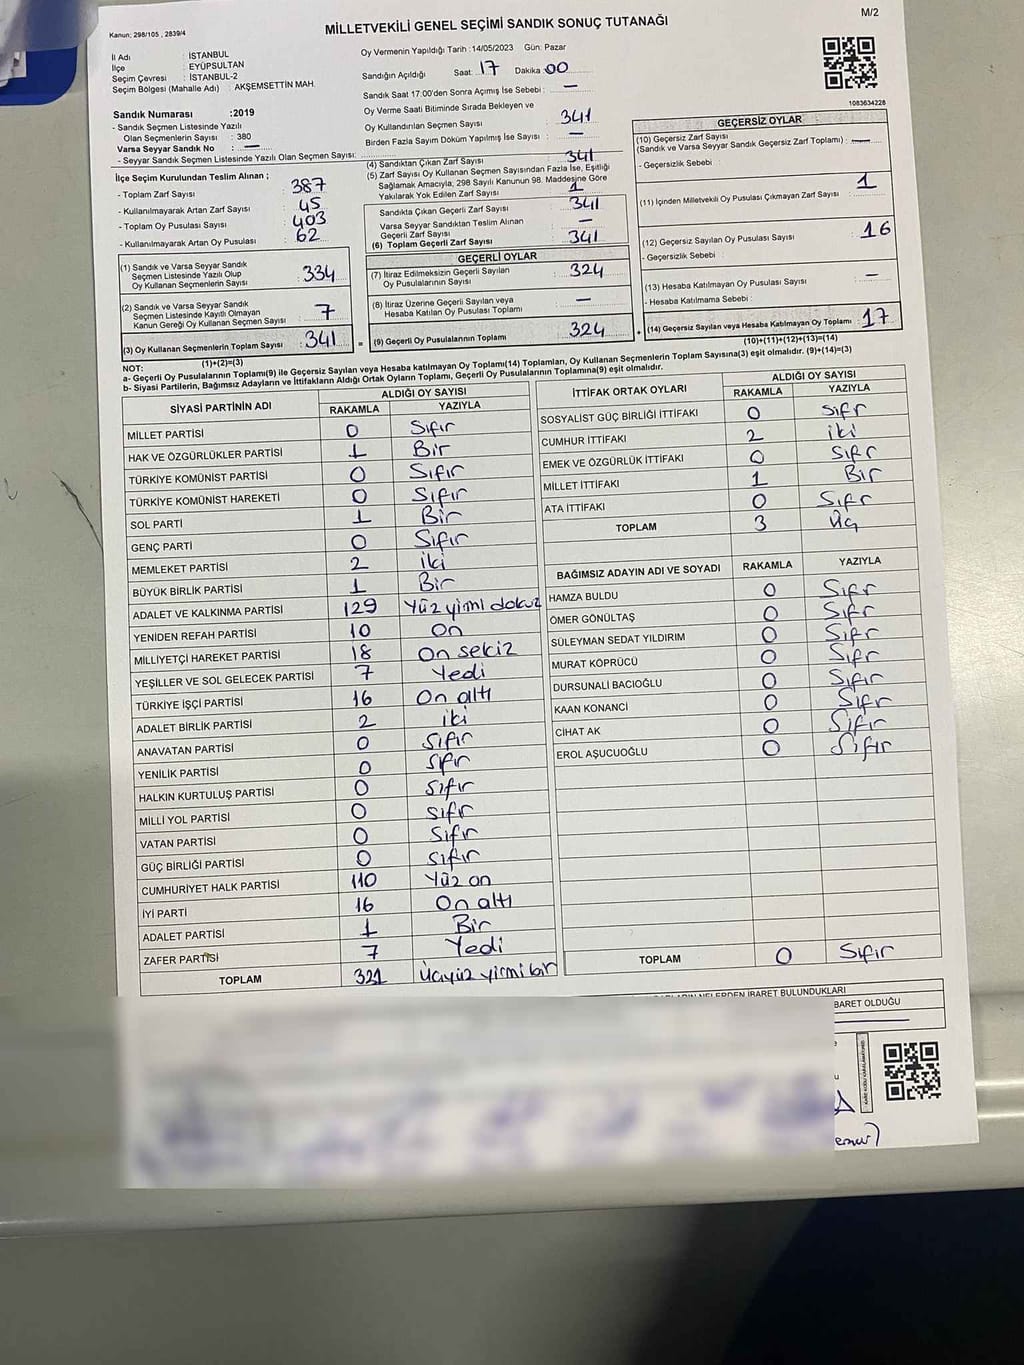 M/2
Kanun: 298/105 , 2839/4
MİLLETVEKİLİ GENEL SEÇİMİ SANDIK SONUÇ TUTANAĞI
İl Adı : İSTANBUL
İlçe : EYÜPSULTAN
Seçim Çevresi : İSTANBUL-2
Seçim Bölgesi (Mahalle Adı) : AKŞEMSETTİN MAH.
Sandık Numarası :2019
- Sandık Seçmen Listesinde Yazılı
Olan Seçmenlerin Sayısı : 380
Varsa Seyyar Sandık No : —
- Seyyar Sandık Seçmen Listesinde Yazılı Olan Seçmen Sayısı:
Oy Vermenin Yapıldığı Tarih :14/05/2023 Gün: Pazar
Sandığın Açıldığı Saat: 17 Dakika :00
Sandık Saat 17.00'den Sonra Açımış İse Sebebi : —
Oy Verme Saati Bitiminde Sırada Bekleyen ve
Oy Kullandırılan Seçmen Sayısı : 341
Birden Fazla Sayım Döküm Yapılmış İse Sayısı : —
1083634228
İlçe Seçim Kurulundan Teslim Alınan ;
- Toplam Zarf Sayısı : 387
- Kullanılmayarak Artan Zarf Sayısı : 45
- Toplam Oy Pusulası Sayısı : 403
- Kullanılmayarak Artan Oy Pusulası : 62
(1) Sandık ve Varsa Seyyar Sandık
Seçmen Listesinde Yazılı Olup
Oy Kullanan Seçmenlerin Sayısı : 334
(2) Sandık ve Varsa Seyyar Sandık
Seçmen Listesinde Kayıtlı Olmayan
Kanun Gereği Oy Kullanan Seçmen Sayısı : 7
(3) Oy Kullanan Seçmenlerin Toplam Sayısı : 341
(1)+(2)=(3)
(4) Sandıktan Çıkan Zarf Sayısı : 341
(5) Zarf Sayısı Oy Kullanan Seçmen Sayısından Fazla İse, Eşitliği
Sağlamak Amacıyla, 298 Sayılı Kanunun 98. Maddesine Göre
Yakılarak Yok Edilen Zarf Sayısı : 1
Sandıkta Çıkan Geçerli Zarf Sayısı : 341
Varsa Seyyar Sandıktan Teslim Alınan
Geçerli Zarf Sayısı : —
(6) Toplam Geçerli Zarf Sayısı : 341
GEÇERLİ OYLAR
(7) İtiraz Edilmeksizin Geçerli Sayılan
Oy Pusulalarının Sayısı : 324
(8) İtiraz Üzerine Geçerli Sayılan veya
Hesaba Katılan Oy Pusulası Toplamı : —
(9) Geçerli Oy Pusulalarının Toplamı : 324
GEÇERSİZ OYLAR
(10) Geçersiz Zarf Sayısı
(Sandık ve Varsa Seyyar Sandık Geçersiz Zarf Toplamı) : —
- Geçersizlik Sebebi :
(11) İçinden Milletvekili Oy Pusulası Çıkmayan Zarf Sayısı : 1
(12) Geçersiz Sayılan Oy Pusulası Sayısı : 16
- Geçersizlik Sebebi :
(13) Hesaba Katılmayan Oy Pusulası Sayısı : —
- Hesaba Katılmama Sebebi :
(14) Geçersiz Sayılan veya Hesaba Katılmayan Oy Toplamı : 17
(10)+(11)+(12)+(13)=(14)
NOT:
a- Geçerli Oy Pusulalarının Toplamı(9) ile Geçersiz Sayılan veya Hesaba katılmayan Oy Toplamı(14) Toplamları, Oy Kullanan Seçmenlerin Toplam Sayısına(3) eşit olmalıdır. (9)+(14)=(3)
b- Siyasi Partilerin, Bağımsız Adayların ve İttifakların Aldığı Ortak Oyların Toplamı, Geçerli Oy Pusulalarının Toplamına(9) eşit olmalıdır.
SİYASİ PARTİNİN ADI ALDIĞI OY SAYISI
RAKAMLA YAZIYLA
MİLLET PARTİSİ 0 Sıfır
HAK VE ÖZGÜRLÜKLER PARTİSİ 1 Bir
TÜRKİYE KOMÜNİST PARTİSİ 0 Sıfır
TÜRKİYE KOMÜNİST HAREKETİ 0 Sıfır
SOL PARTİ 1 Bir
GENÇ PARTİ 0 Sıfır
MEMLEKET PARTİSİ 2 iki
BÜYÜK BİRLİK PARTİSİ 1 Bir
ADALET VE KALKINMA PARTİSİ 129 Yüz yirmi dokuz
YENİDEN REFAH PARTİSİ 10 On
MİLLİYETÇİ HAREKET PARTİSİ 18 On sekiz
YEŞİLLER VE SOL GELECEK PARTİSİ 7 Yedi
TÜRKİYE İŞÇİ PARTİSİ 16 On altı
ADALET BİRLİK PARTİSİ 2 iki
ANAVATAN PARTİSİ 0 Sıfır
YENİLİK PARTİSİ 0 Sıfır
HALKIN KURTULUŞ PARTİSİ 0 Sıfır
MİLLİ YOL PARTİSİ 0 Sıfır
VATAN PARTİSİ 0 Sıfır
GÜÇ BİRLİĞİ PARTİSİ 0 Sıfır
CUMHURİYET HALK PARTİSİ 110 Yüz on
İYİ PARTİ 16 On altı
ADALET PARTİSİ 1 Bir
ZAFER PARTİSİ 7 Yedi
TOPLAM 321 Üçyüz yirmi bir
İTTİFAK ORTAK OYLARI ALDIĞI OY SAYISI
RAKAMLA YAZIYLA
SOSYALİST GÜÇ BİRLİĞİ İTTİFAKI 0 Sıfr
CUMHUR İTTİFAKI 2 iki
EMEK VE ÖZGÜRLÜK İTTİFAKI 0 Sıfr
MİLLET İTTİFAKI 1 Bir
ATA İTTİFAKI 0 Sıfr
TOPLAM 3 Üç
BAĞIMSIZ ADAYIN ADI VE SOYADI RAKAMLA YAZIYLA
HAMZA BULDU 0 Sıfr
ÖMER GÖNÜLTAŞ 0 Sıfr
SÜLEYMAN SEDAT YILDIRIM 0 Sıfr
MURAT KÖPRÜCÜ 0 Sıfr
DURSUNALİ BACIOĞLU 0 Sıfır
KAAN KONANCİ 0 Sıfr
CİHAT AK 0 Sıfır
EROL AŞUCUOĞLU 0 Sıfır
TOPLAM 0 Sıfır
NELERDEN İBARET BULUNDUKLARI
BARET OLDUĞU